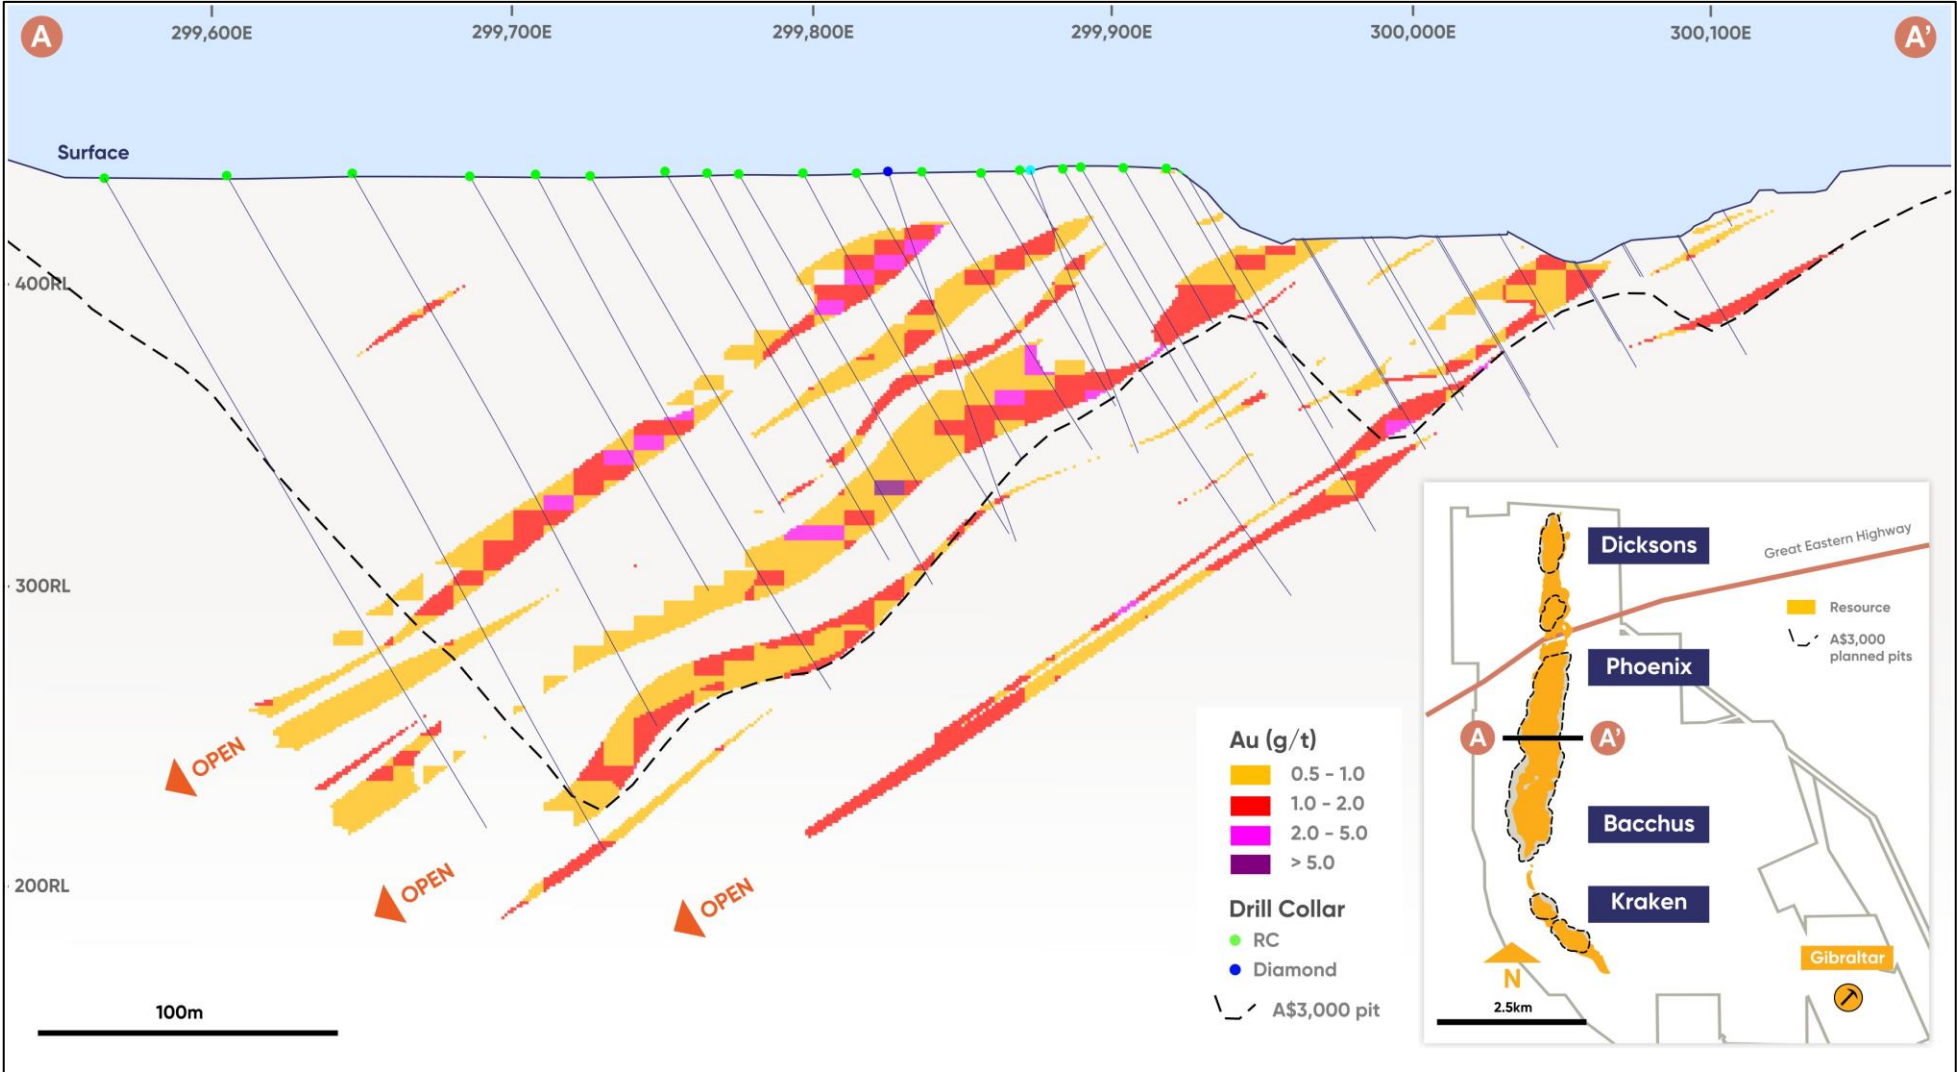 A
299,600E
299,700E
299,800E
299,900E
300,000E
300,100E
A'
Surface
400RL
300RL
200RL
OPEN
OPEN
OPEN
100m
Au (g/t)
0.5 - 1.0
1.0 - 2.0
2.0 - 5.0
> 5.0
Drill Collar
RC
Diamond
A$3,000 pit
Dicksons
Great Eastern Highway
Resource
A$3,000
planned pits
Phoenix
A
A'
Bacchus
Kraken
Gibraltar
N
2.5km